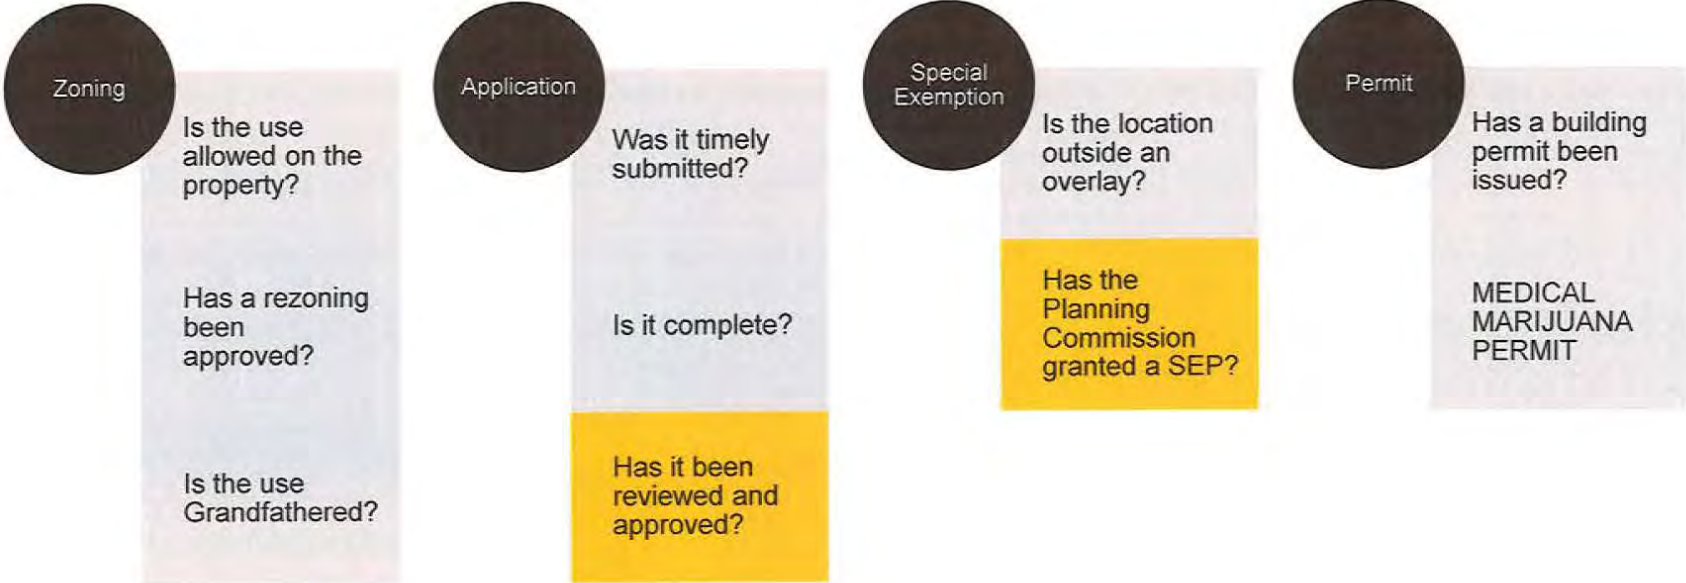 Zoning
Is the use
allowed on the
property?
Has a rezoning
been
approved?
Is the use
Grandfathered?
Application
Was it timely
submitted?
Is it complete?
Has it been
reviewed and
approved?
Special
Exemption
Is the location
outside an
overlay?
Has the
Planning
Commission
granted a SEP?
Permit
Has a building
permit been
issued?
MEDICAL
MARIJUANA
PERMIT